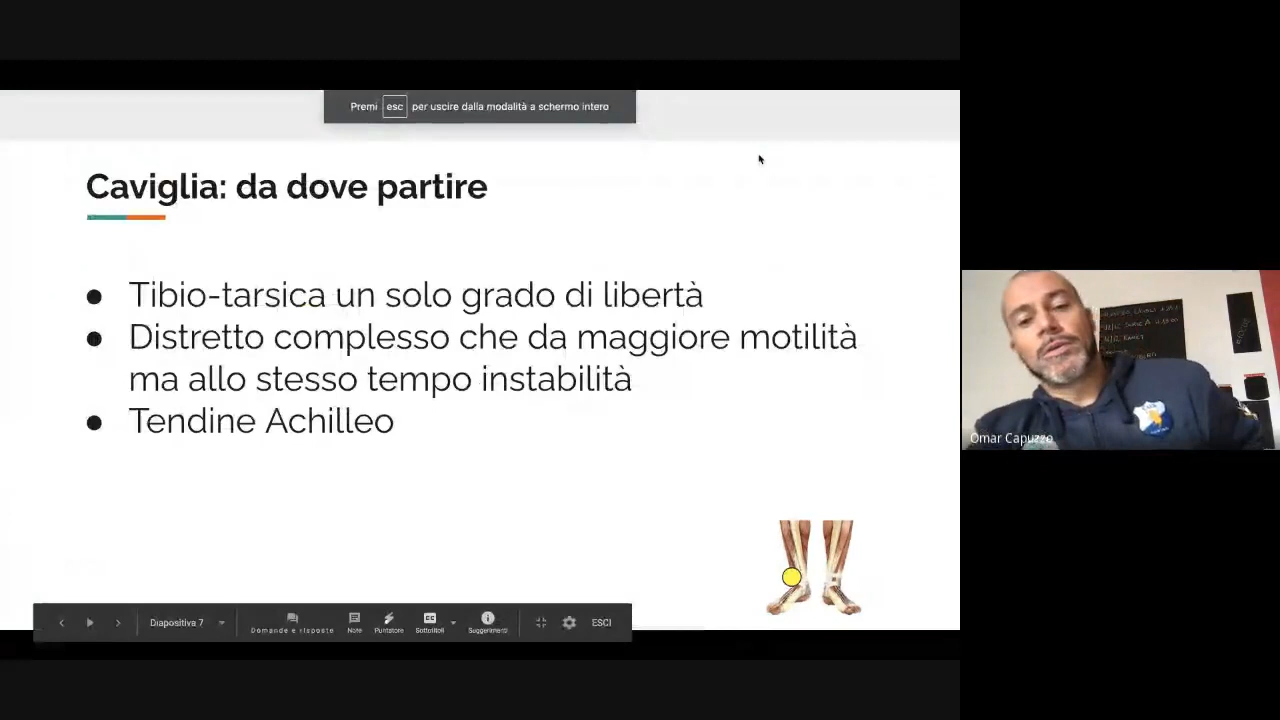 Premi esc per uscire dalla modalità a schermo intero
Caviglia: da dove partire
● Tibio-tarsica un solo grado di libertà
● Distretto complesso che da maggiore motilità
ma allo stesso tempo instabilità
● Tendine Achilleo
Omar Capuzzo
Diapositiva 7
Domande e risposte
Note
Puntatore
CC
Sottotitoli
Suggerimenti
ESCI